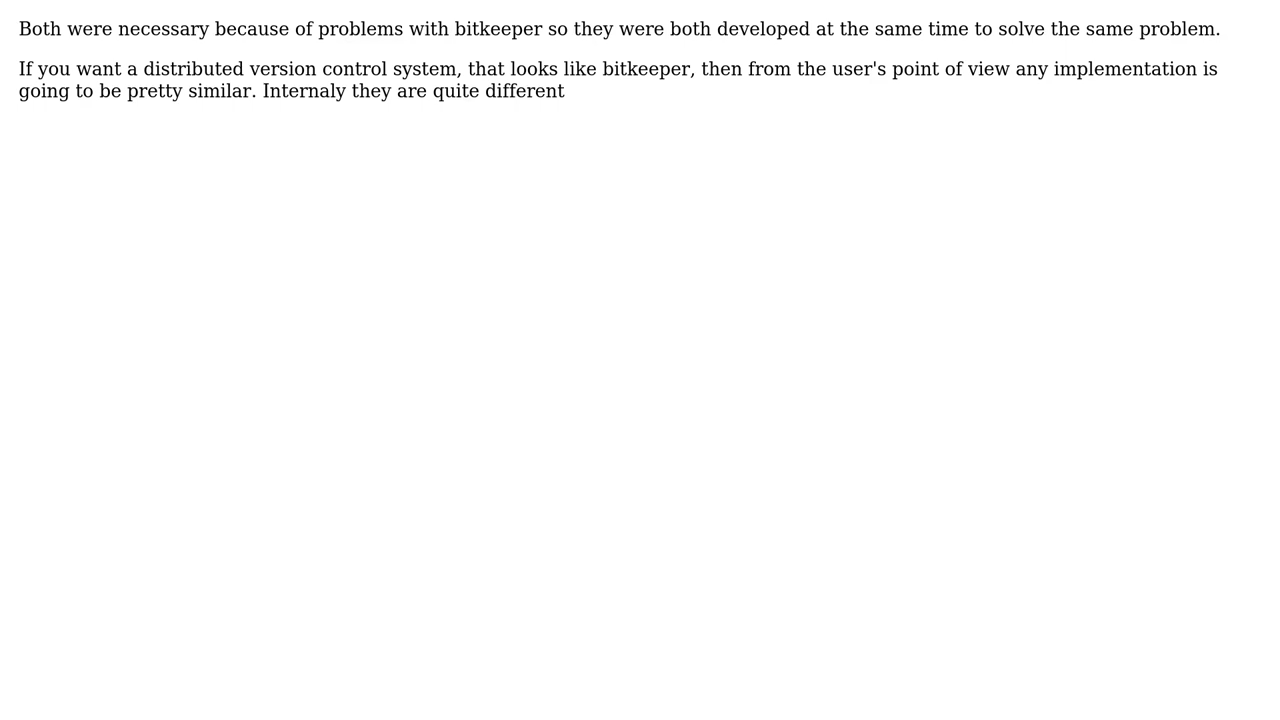 Both were necessary because of problems with bitkeeper so they were both developed at the same time to solve the same problem.
If you want a distributed version control system, that looks like bitkeeper, then from the user's point of view any implementation is
going to be pretty similar. Internaly they are quite different